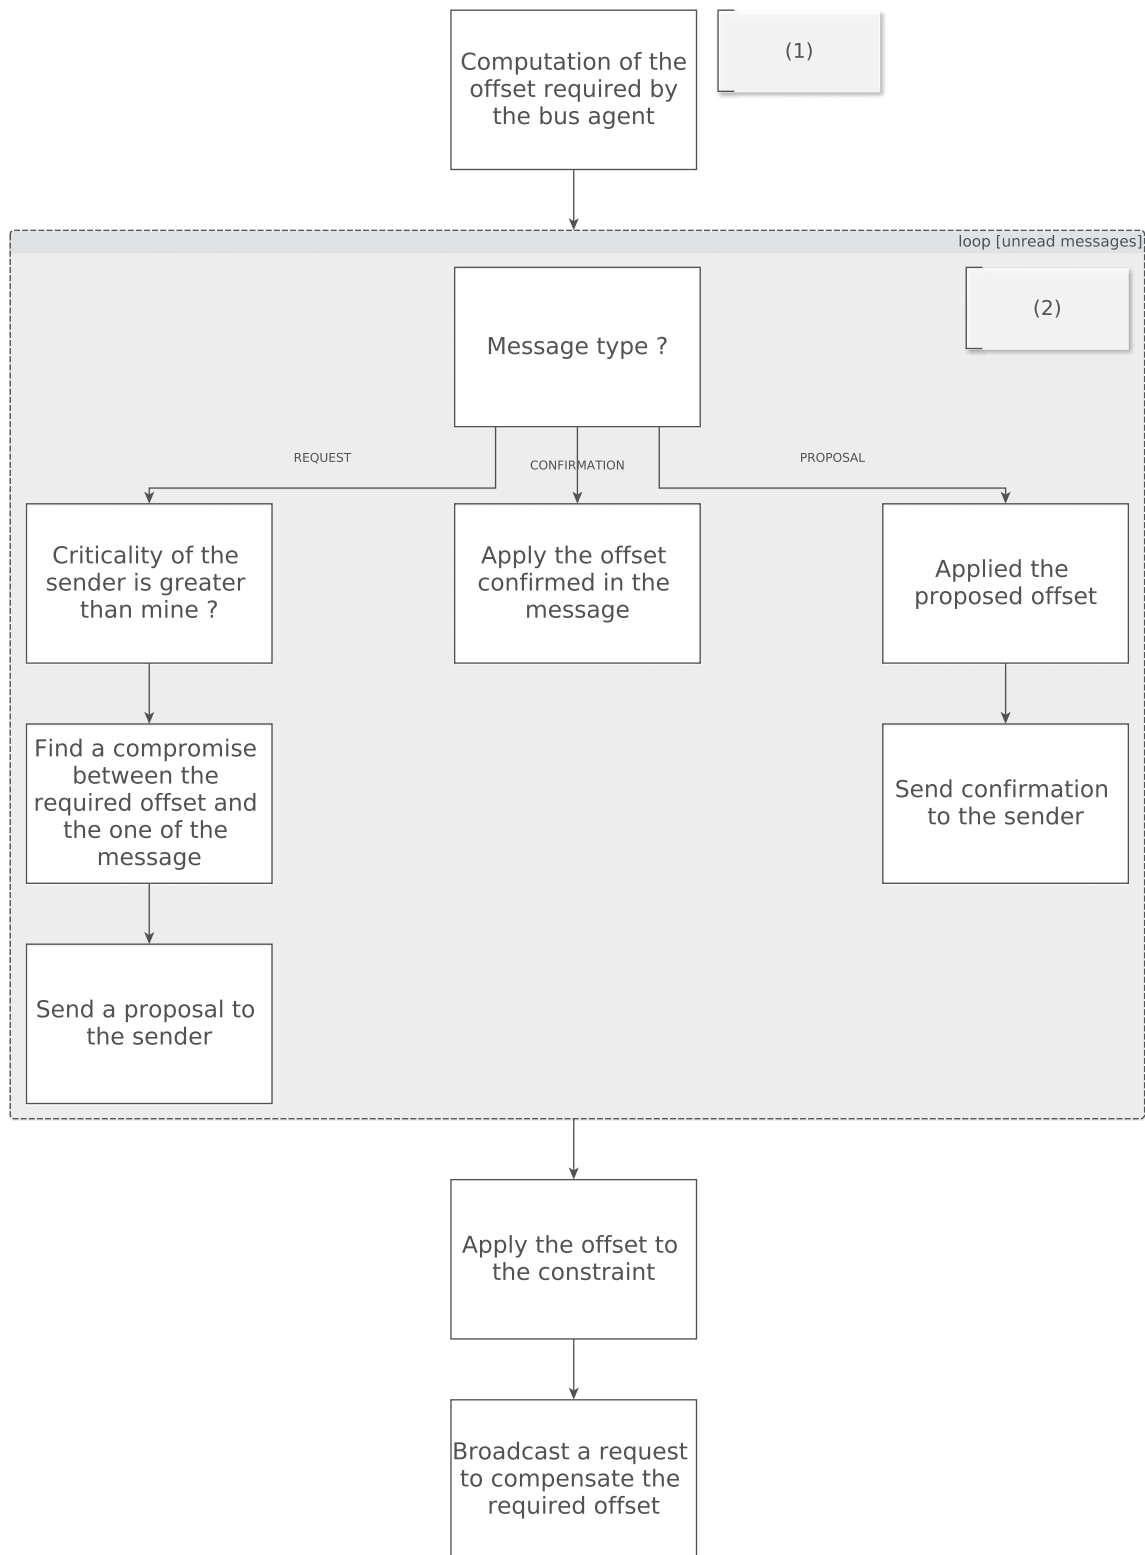 Computation of the
offset required by
the bus agent
(1)
loop [unread messages]
Message type ?
(2)
REQUEST
CONFIRMATION
PROPOSAL
Criticality of the
sender is greater
than mine ?
Apply the offset
confirmed in the
message
Applied the
proposed offset
Find a compromise
between the
required offset and
the one of the
message
Send confirmation
to the sender
Send a proposal to
the sender
Apply the offset to
the constraint
Broadcast a request
to compensate the
required offset